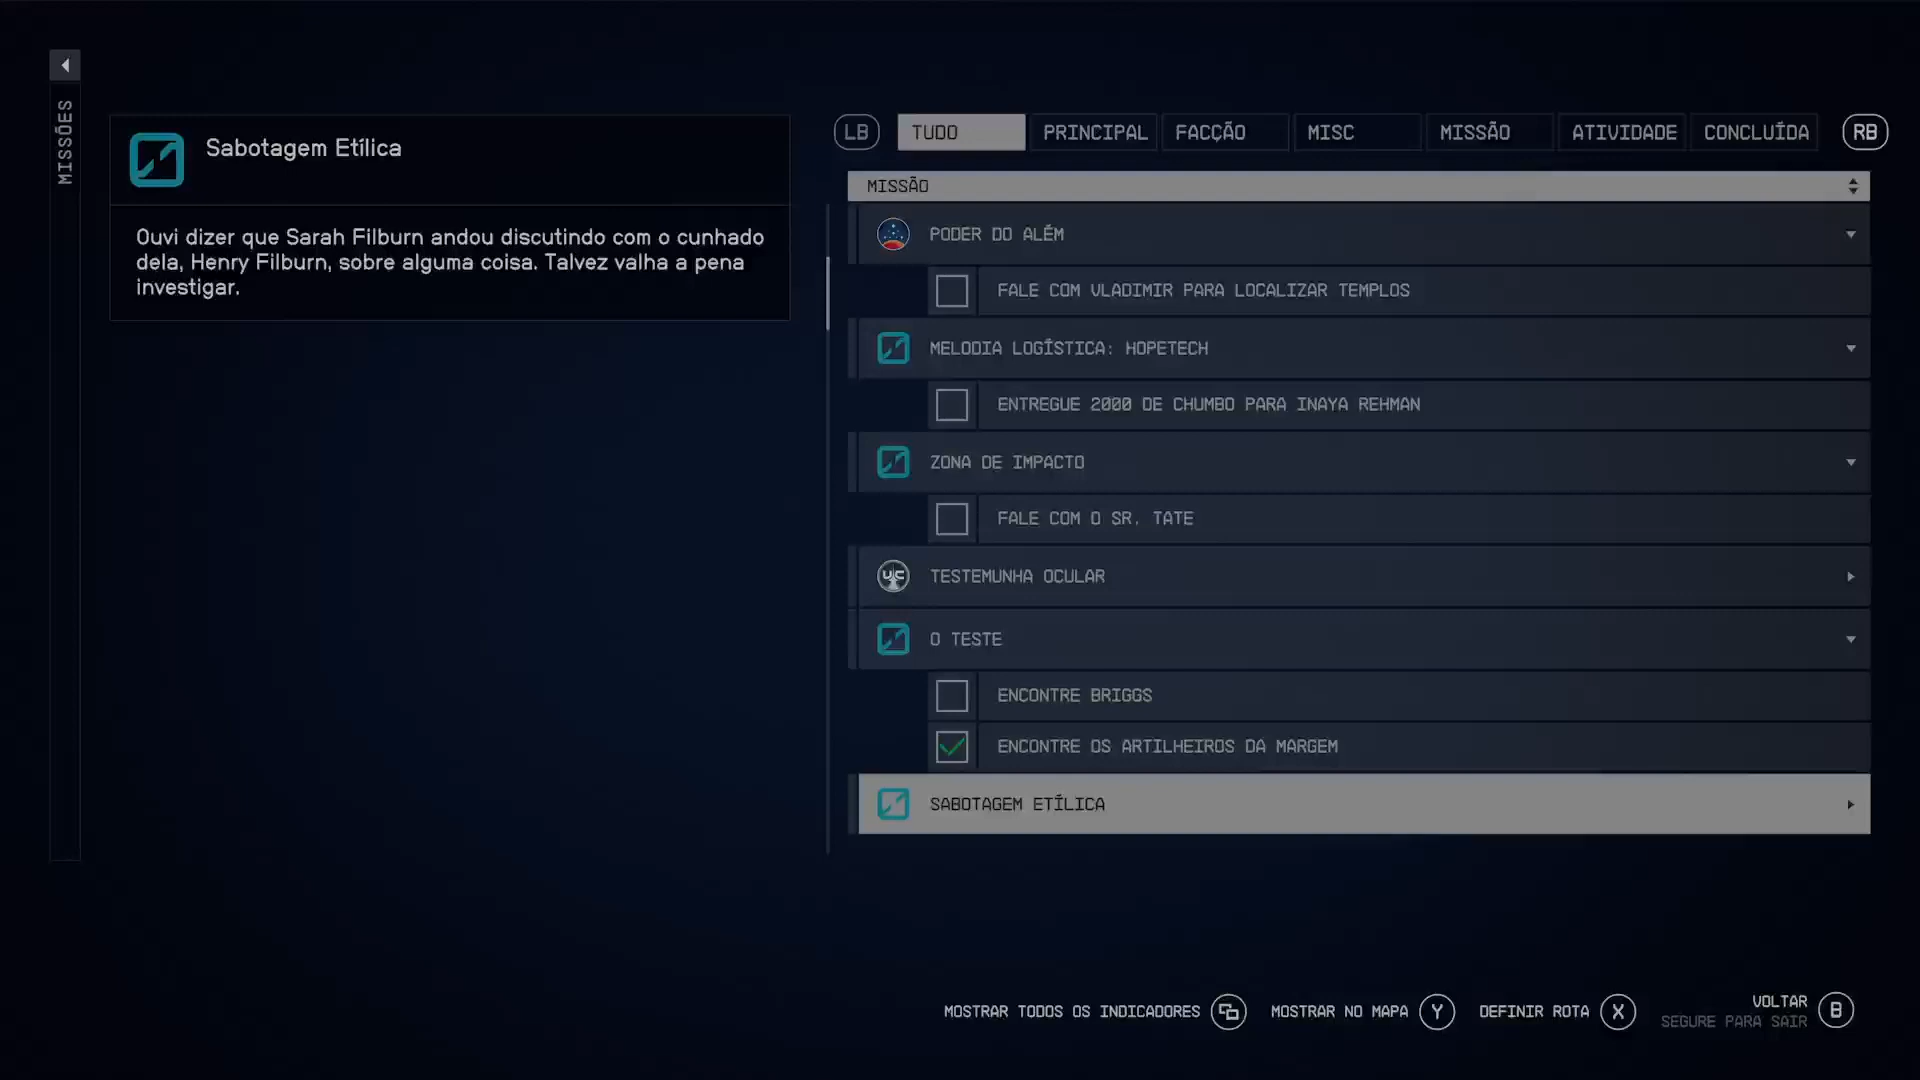 MISSÕES
Sabotagem Etílica
Ouvi dizer que Sarah Filburn andou discutindo com o cunhado
dela, Henry Filburn, sobre alguma coisa. Talvez valha a pena
investigar.
LB TUDO PRINCIPAL FACÇÃO MISC MISSÃO ATIVIDADE CONCLUÍDA RB
MISSÃO
PODER DO ALÉM
FALE COM VLADIMIR PARA LOCALIZAR TEMPLOS
MELODIA LOGÍSTICA: HOPETECH
ENTREGUE 2000 DE CHUMBO PARA INAYA REHMAN
ZONA DE IMPACTO
FALE COM O SR. TATE
UC TESTEMUNHA OCULAR
O TESTE
ENCONTRE BRIGGS
ENCONTRE OS ARTILHEIROS DA MARGEM
SABOTAGEM ETÍLICA
MOSTRAR TODOS OS INDICADORES MOSTRAR NO MAPA Y DEFINIR ROTA X VOLTAR B
SEGURE PARA SAIR